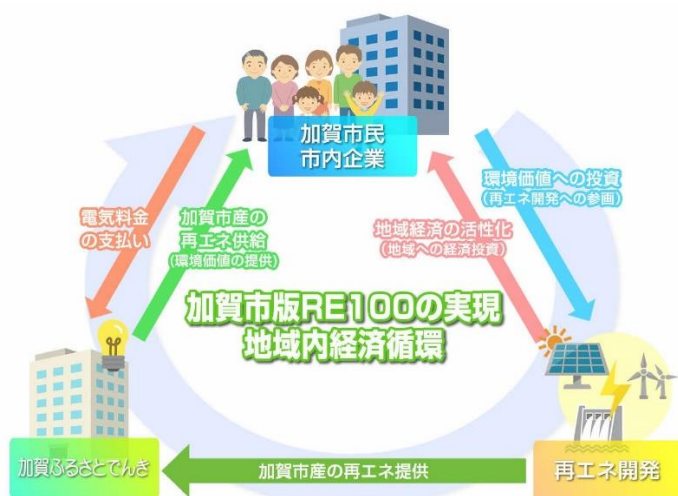 加賀市民
市内企業
電気料金
の支払い
加賀市産の
再エネ供給
(環境価値の提供)
地域経済の活性化
(地域への経済投資)
環境価値への投資
(再エネ開発への参画)
加賀市版RE100の実現
地域内経済循環
加賀ふるさとでんき
加賀市産の再エネ提供
再エネ開発